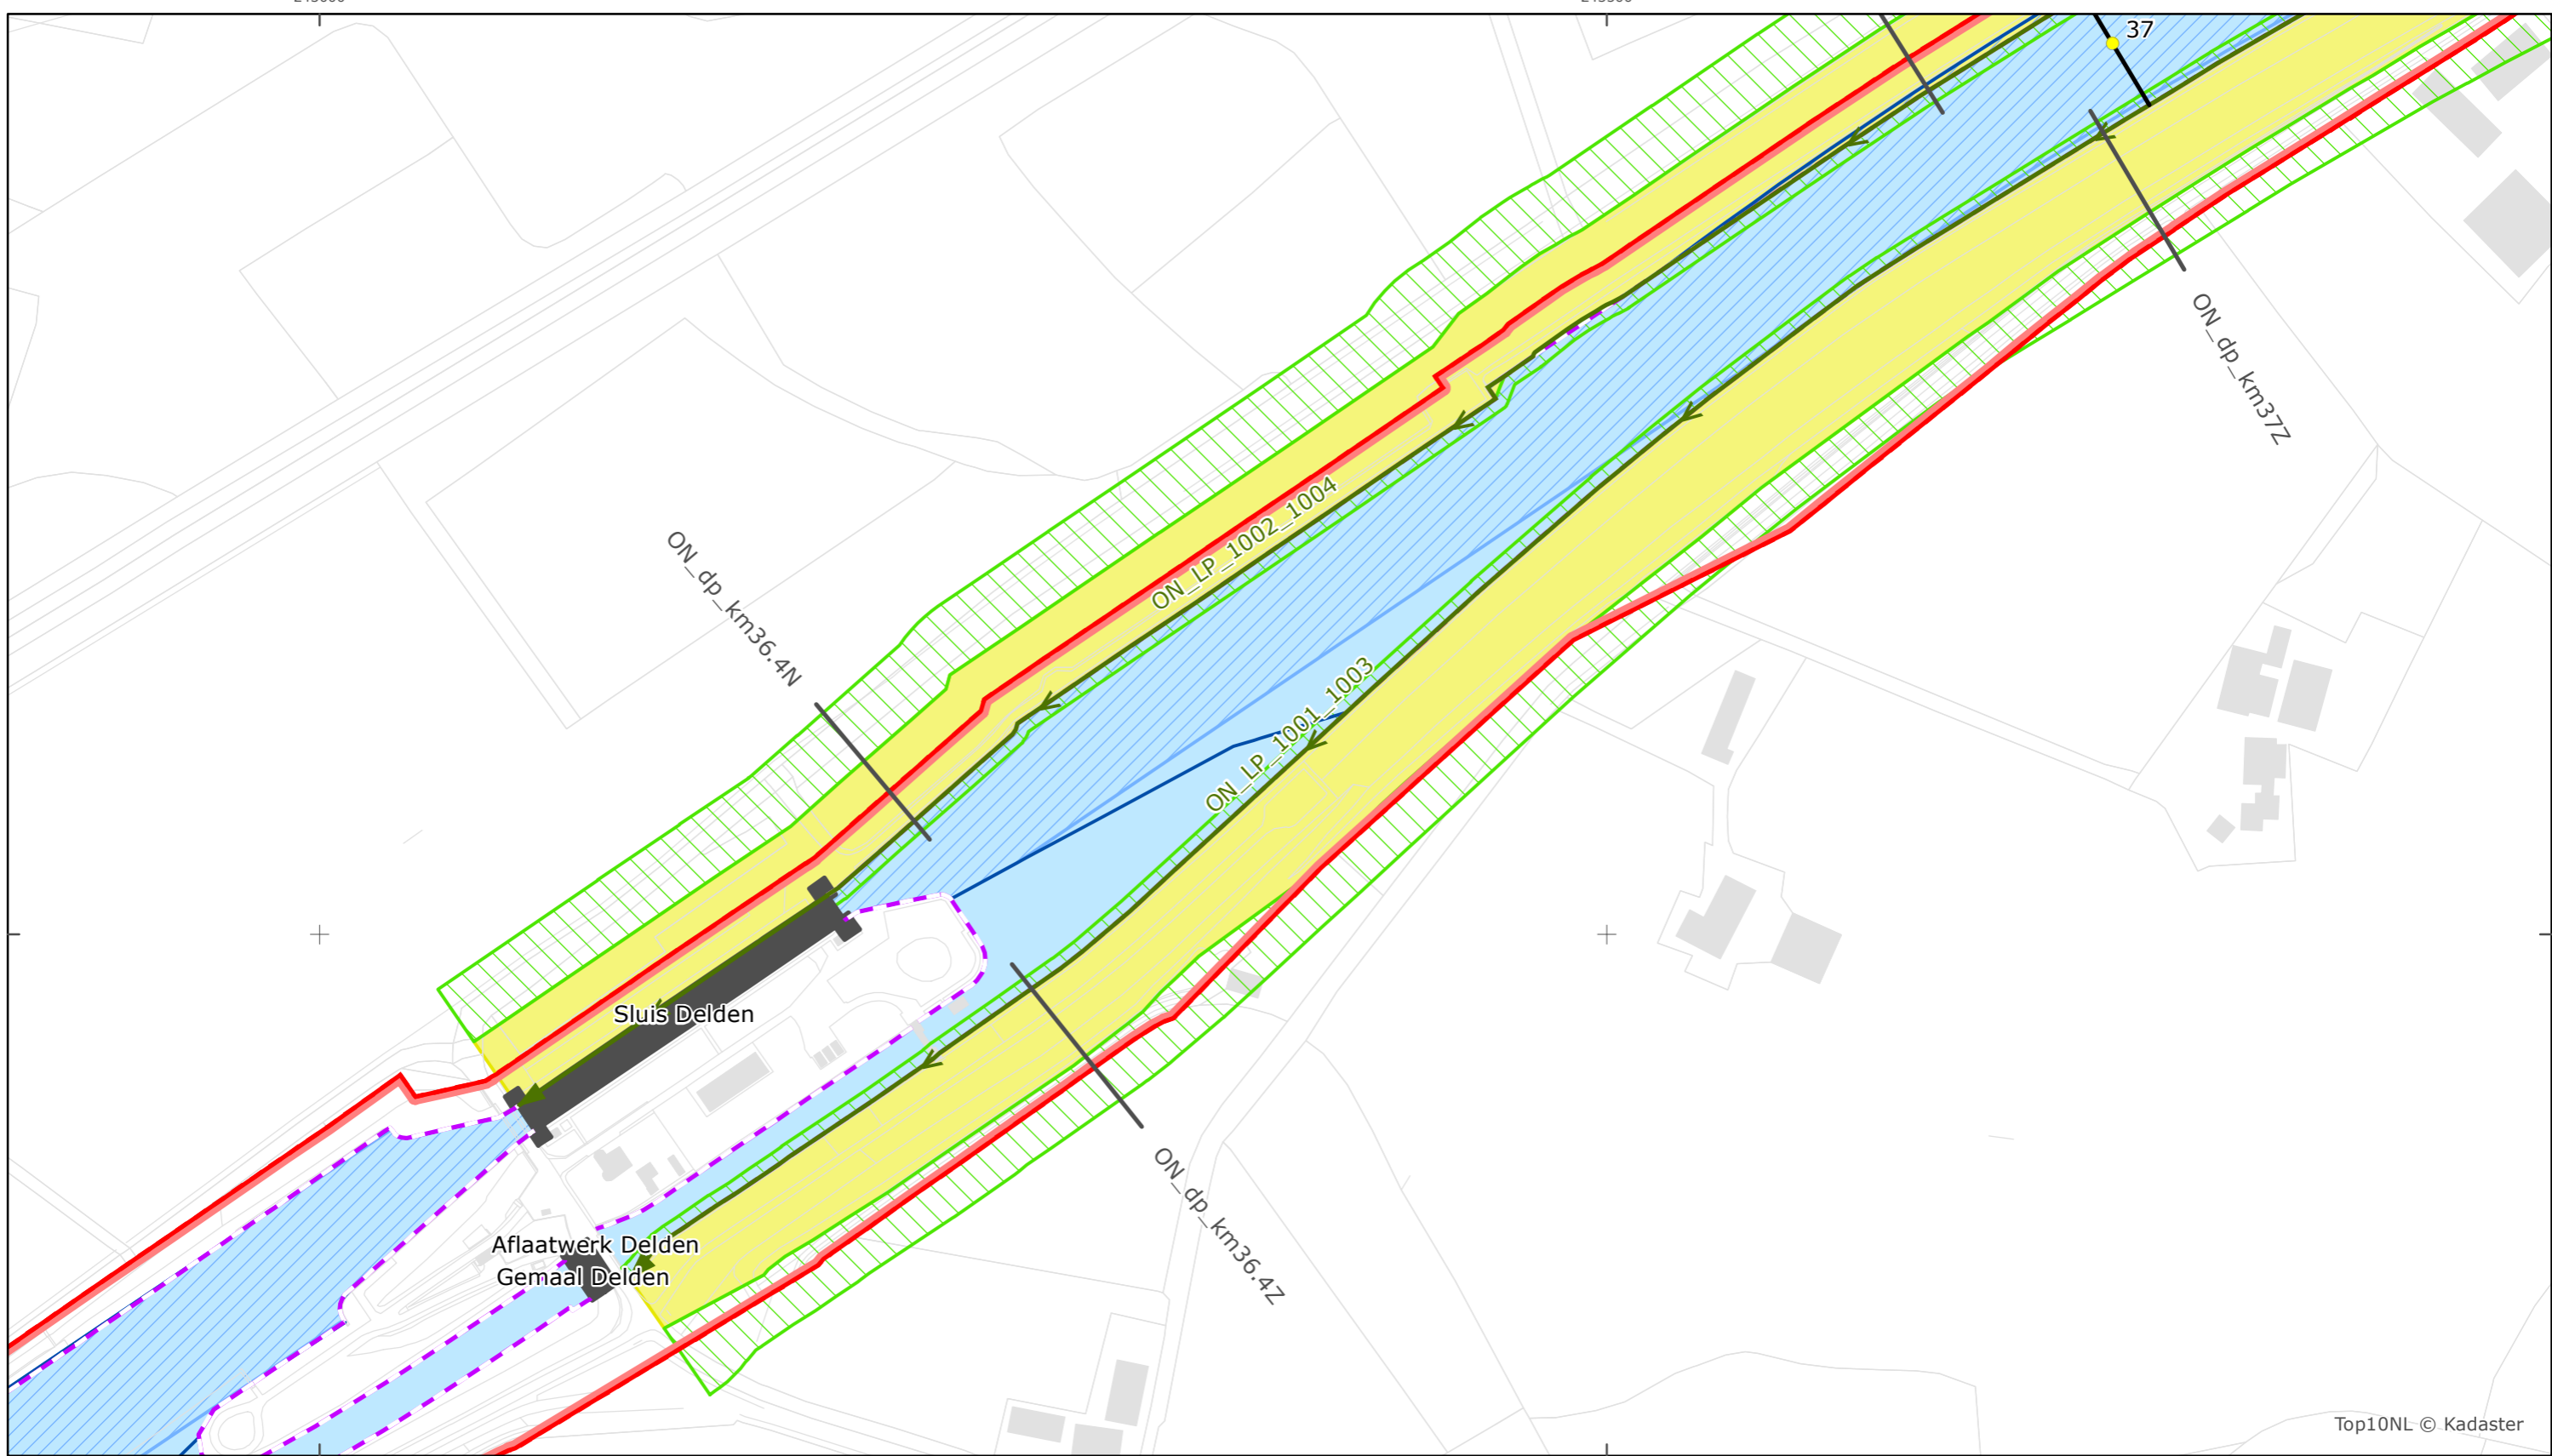 37
ON_dp_km37Z
ON_LP_1002_1004
ON_dp_km36.4N
ON_LP_1001_1003
Sluis Delden
ON_dp_km36.4Z
Aflaatwerk Delden
Gemaal Delden
Top10NL © Kadaster